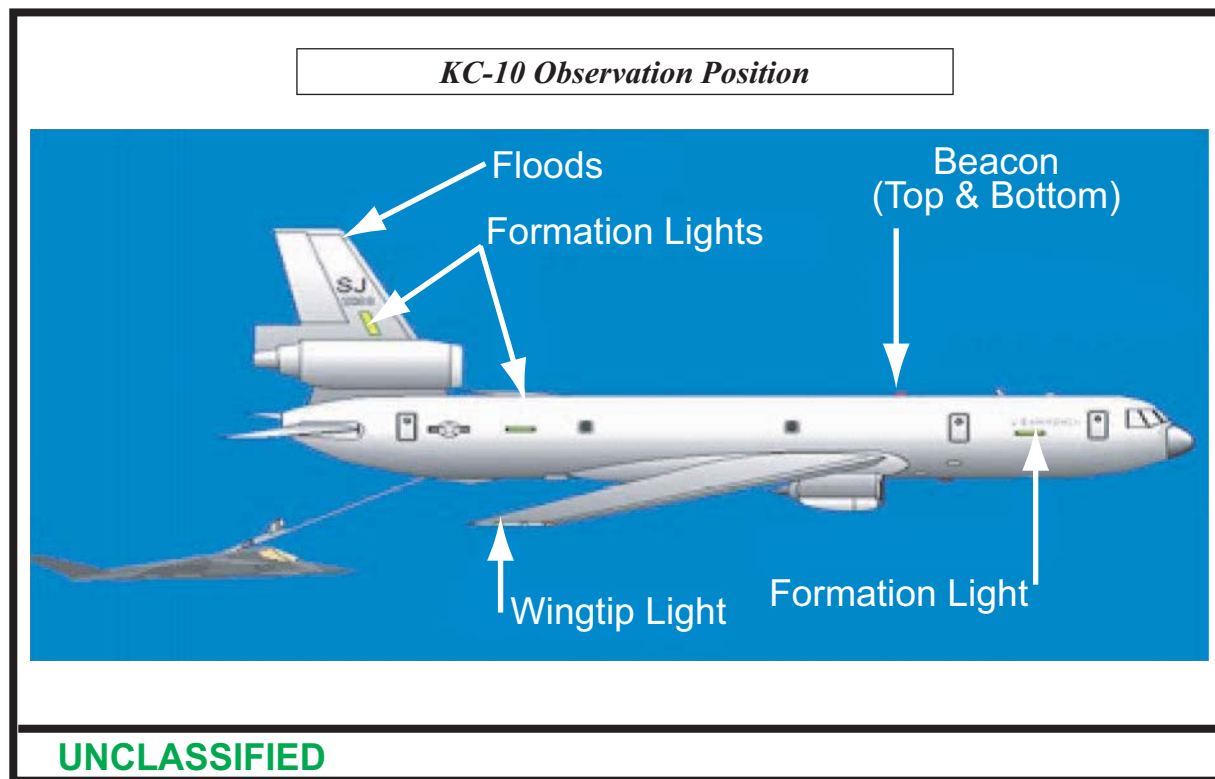 KC-10 Observation Position
Floods
Beacon
(Top & Bottom)
Formation Lights
SJ
Wingtip Light
Formation Light
UNCLASSIFIED